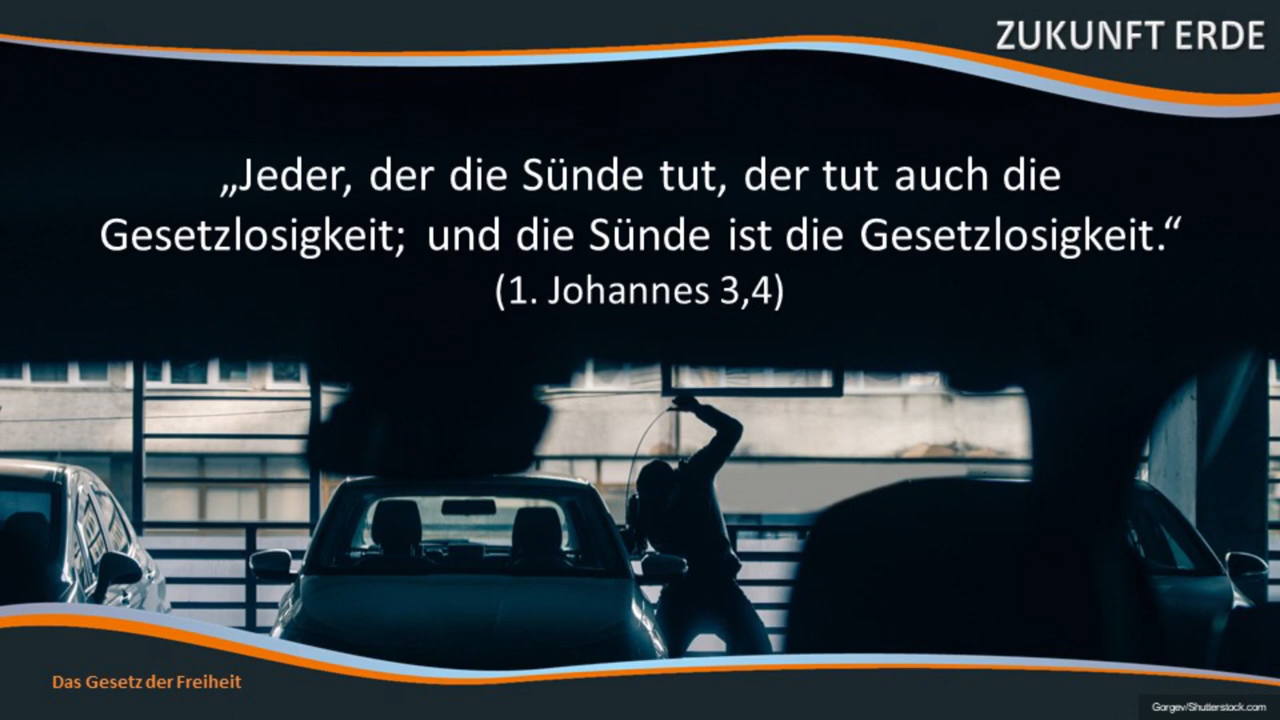 ZUKUNFT ERDE
„Jeder, der die Sünde tut, der tut auch die
Gesetzlosigkeit; und die Sünde ist die Gesetzlosigkeit.“
(1. Johannes 3,4)
Das Gesetz der Freiheit
Gorgev/Shutterstock.com